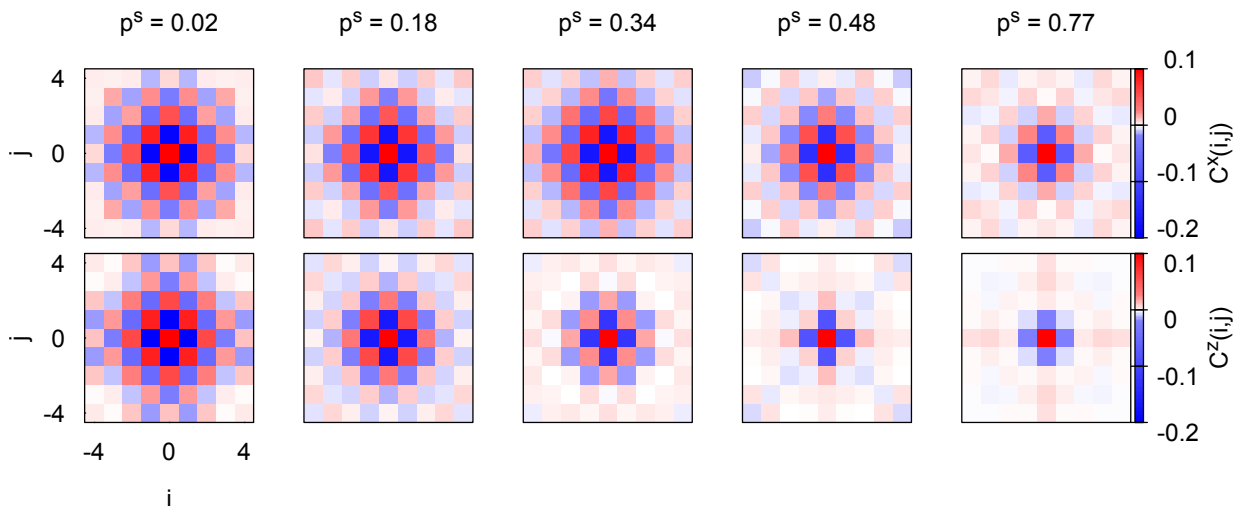 p^s = 0.02 p^s = 0.18 p^s = 0.34 p^s = 0.48 p^s = 0.77
4
0
-4
j
0.1
0
-0.1
-0.2
C^x(i,j)
4
0
-4
j
0.1
0
-0.1
-0.2
C^z(i,j)
-4 0 4
i